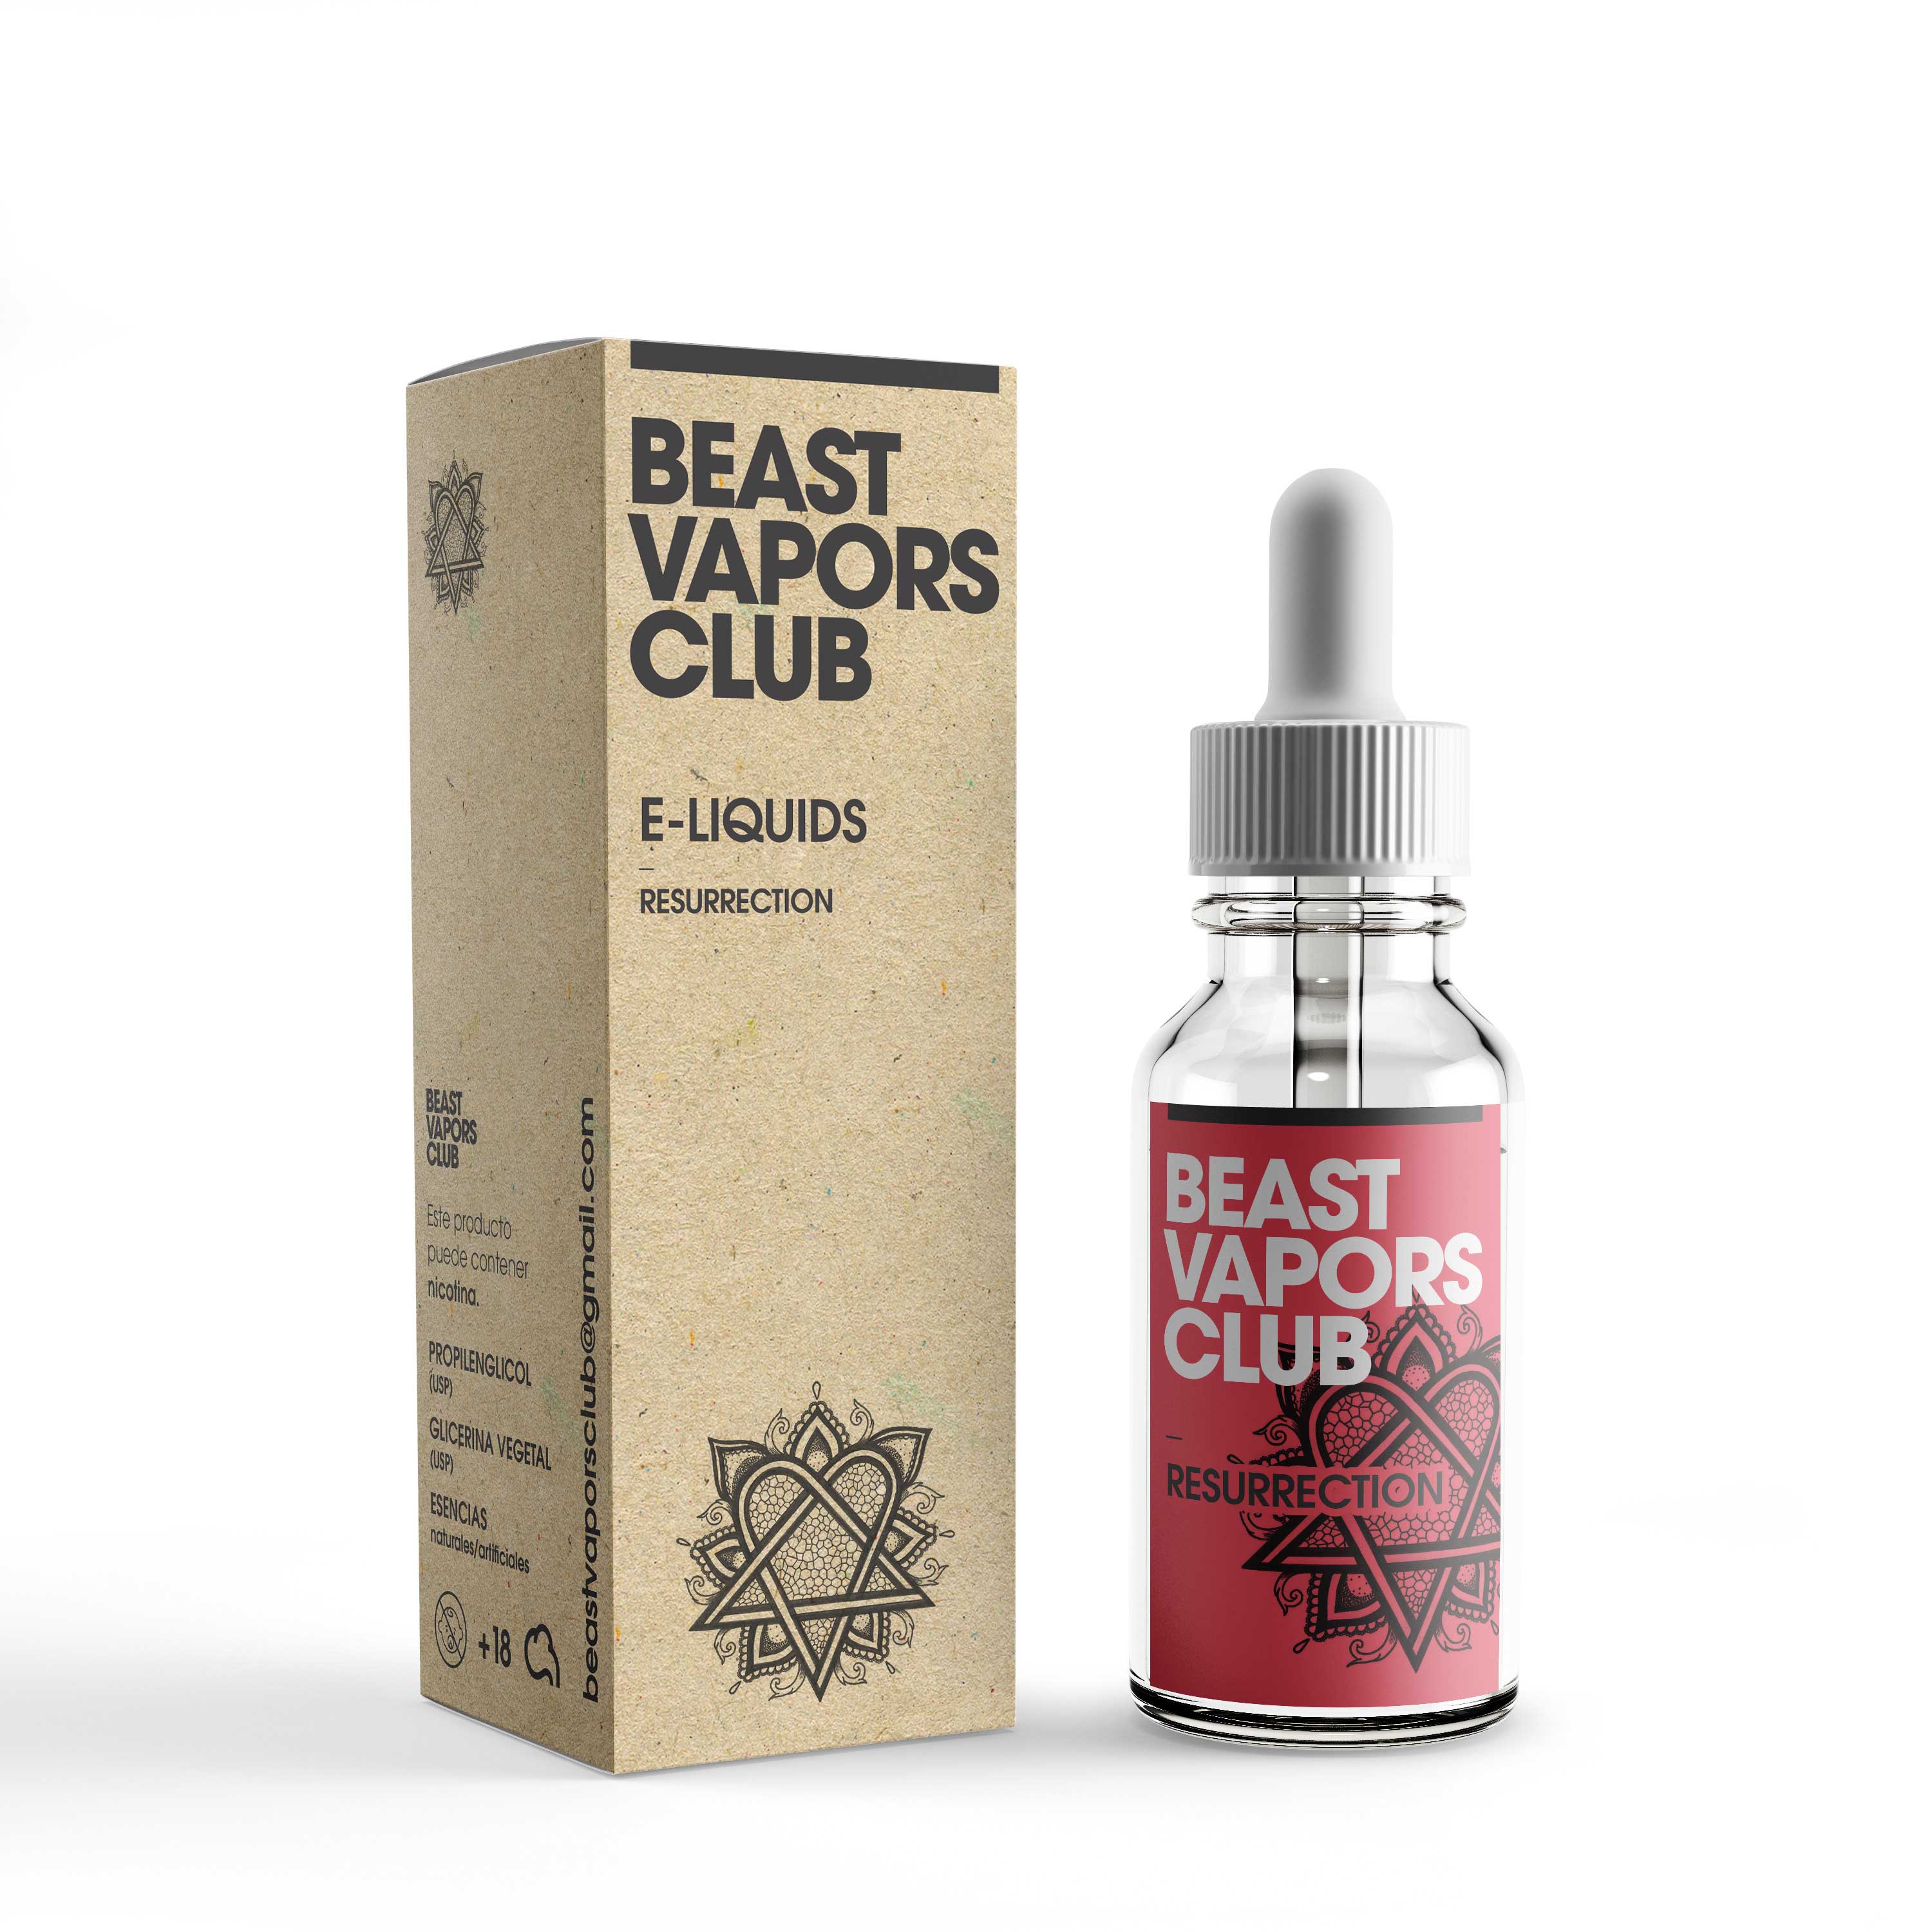 BEAST
VAPORS
CLUB
E-LIQUIDS
RESURRECTION
BEAST
VAPORS
CLUB
Este producto
puede contener
nicotina.
PROPILENGLICOL
(USP)
GLICERINA VEGETAL
(USP)
ESENCIAS
naturales/artificiales
+18
beastvaporsclub@gmail.com
BEAST
VAPORS
CLUB
RESURRECTION